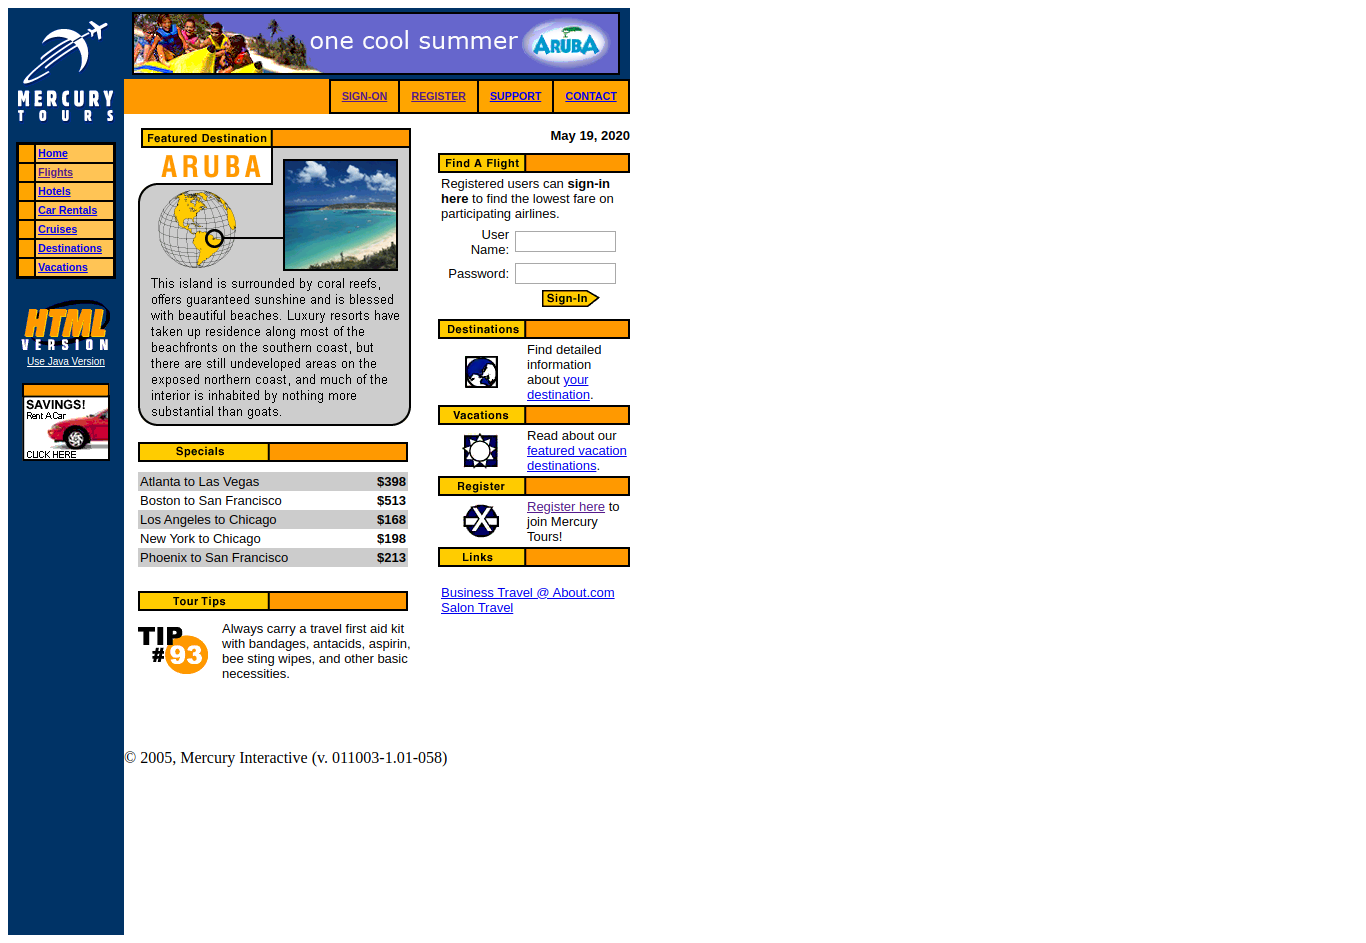 one cool summer ARUBA
MERCURY
TOURS
SIGN-ON REGISTER SUPPORT CONTACT
Home
Flights
Hotels
Car Rentals
Cruises
Destinations
Vacations
HTML
VERSION
Use Java Version
SAVINGS!
Rent A Car
CLICK HERE
Featured Destination
ARUBA
This island is surrounded by coral reefs,
offers guaranteed sunshine and is blessed
with beautiful beaches. Luxury resorts have
taken up residence along most of the
beachfronts on the southern coast, but
there are still undeveloped areas on the
exposed northern coast, and much of the
interior is inhabited by nothing more
substantial than goats.
Specials
Atlanta to Las Vegas $398
Boston to San Francisco $513
Los Angeles to Chicago $168
New York to Chicago $198
Phoenix to San Francisco $213
Tour Tips
TIP
#93
Always carry a travel first aid kit
with bandages, antacids, aspirin,
bee sting wipes, and other basic
necessities.
May 19, 2020
Find A Flight
Registered users can sign-in
here to find the lowest fare on
participating airlines.
User
Name:
Password:
Sign-In
Destinations
Find detailed
information
about your
destination.
Vacations
Read about our
featured vacation
destinations.
Register
Register here to
join Mercury
Tours!
Links
Business Travel @ About.com
Salon Travel
© 2005, Mercury Interactive (v. 011003-1.01-058)